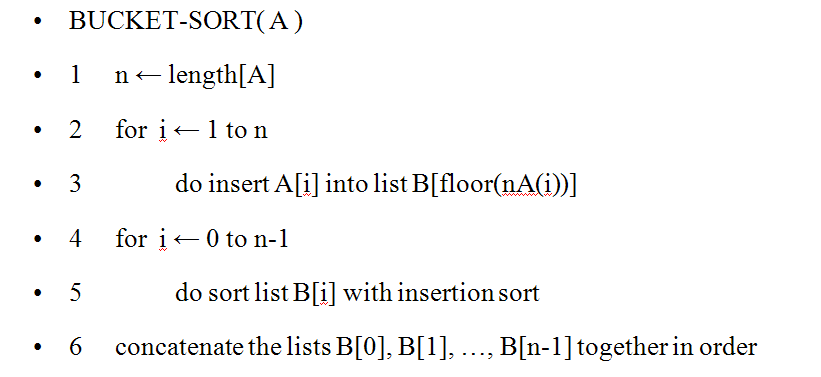 • BUCKET-SORT( A )
• 1 n ← length[A]
• 2 for i ← 1 to n
• 3 do insert A[i] into list B[floor(nA(i))]
• 4 for i ← 0 to n-1
• 5 do sort list B[i] with insertion sort
• 6 concatenate the lists B[0], B[1], …, B[n-1] together in order